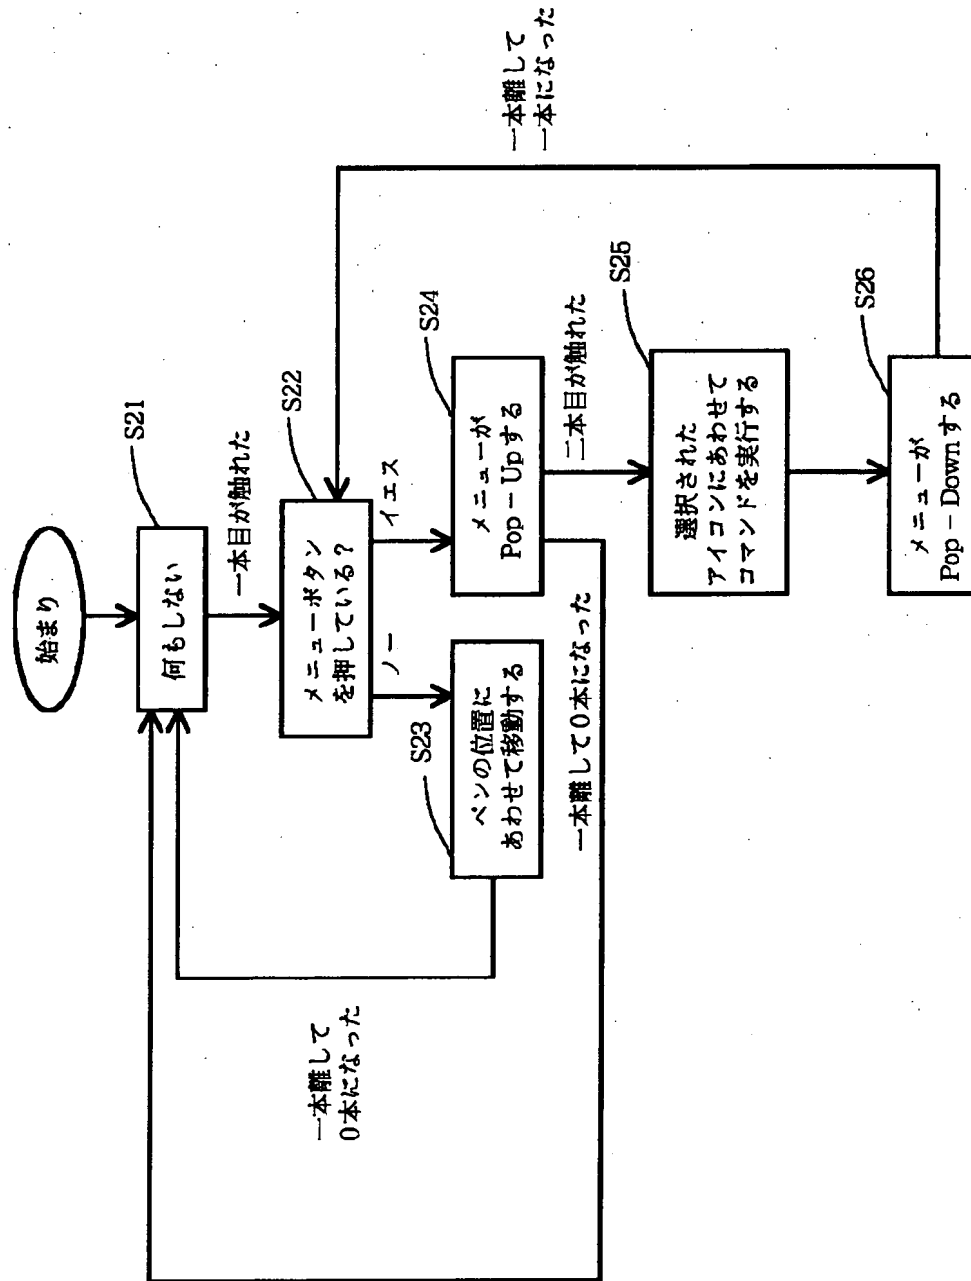 始まり
S21
何もしない
一本目が触れた
S22
メニューボタン
を押している?
ノー
イエス
S23
ペンの位置に
あわせて移動する
S24
メニューが
Pop-Upする
一本離して
0本になった
一本離して0本になった
二本目が触れた
S25
選択された
アイコンにあわせて
コマンドを実行する
S26
メニューが
Pop-Downする
一本離して
一本になった